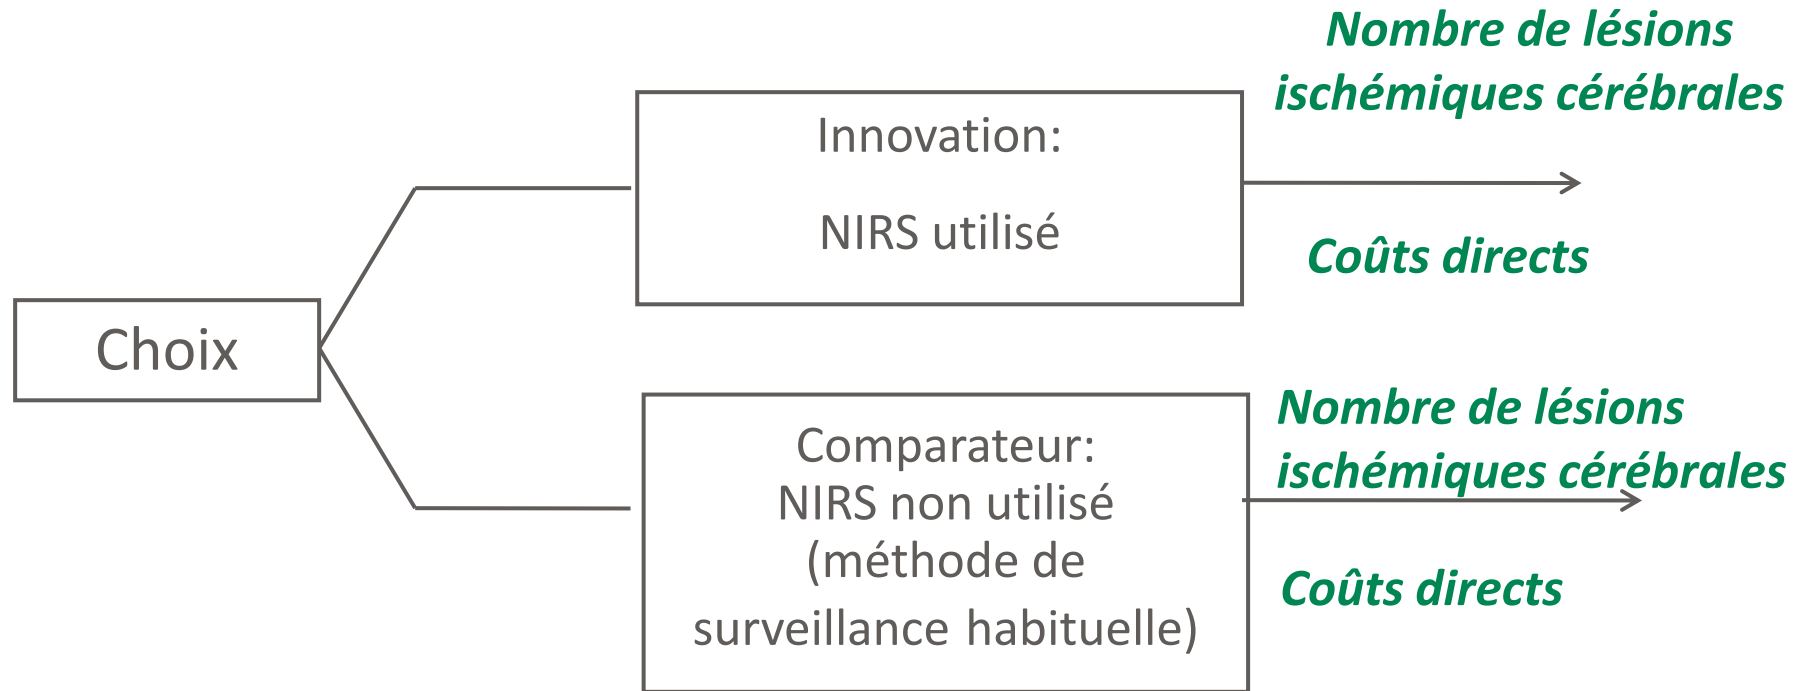 Nombre de lésions
ischémiques cérébrales
Innovation:
NIRS utilisé
Coûts directs
Choix
Nombre de lésions
ischémiques cérébrales
Comparateur:
NIRS non utilisé
(méthode de
surveillance habituelle)
Coûts directs